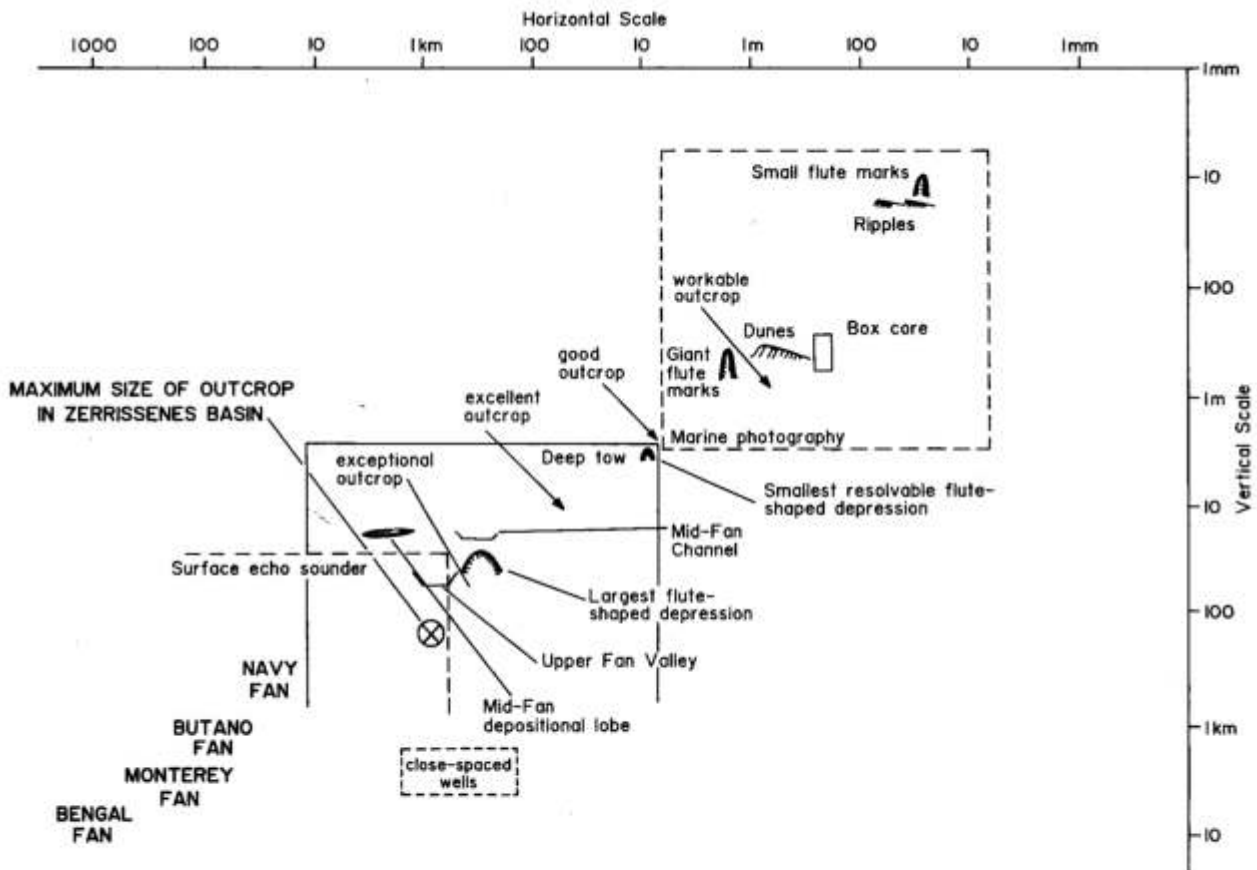 Horizontal Scale
1000 100 10 1km 100 10 1m 100 10 1mm
1mm
Small flute marks
10
Ripples
workable
outcrop
100
Dunes
Box core
good
outcrop
Giant
flute
marks
MAXIMUM SIZE OF OUTCROP
IN ZERRISSENES BASIN
excellent
outcrop
1m
Marine photography
Vertical Scale
exceptional
outcrop
Deep tow
Smallest resolvable flute-
shaped depression
10
Mid-Fan
Channel
Surface echo sounder
Largest flute-
shaped depression
100
Upper Fan Valley
NAVY
FAN
Mid-Fan
depositional lobe
BUTANO
FAN
1km
close-spaced
wells
MONTEREY
FAN
BENGAL
FAN
10